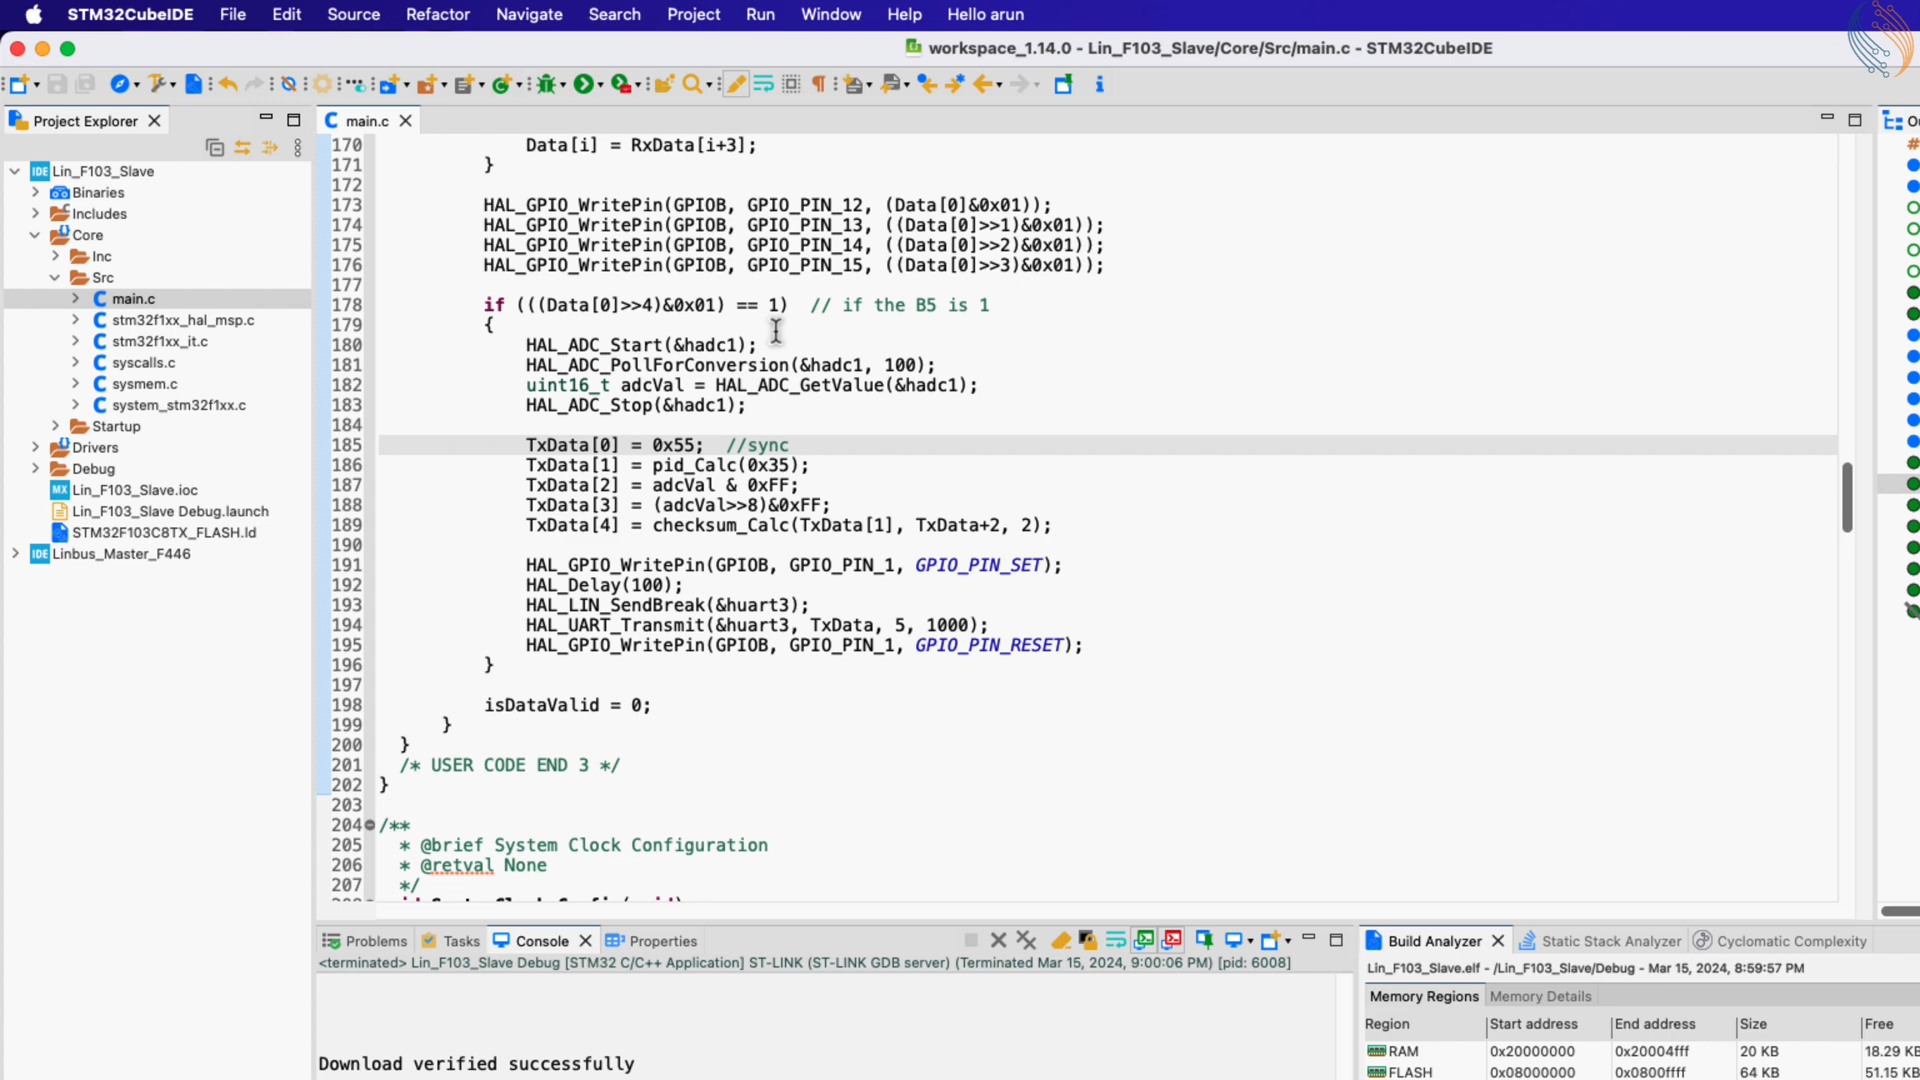 STM32CubeIDE File Edit Source Refactor Navigate Search Project Run Window Help Hello arun
workspace_1.14.0 - Lin_F103_Slave/Core/Src/main.c - STM32CubeIDE
Project Explorer
Lin_F103_Slave
Binaries
Includes
Core
Inc
Src
main.c
stm32f1xx_hal_msp.c
stm32f1xx_it.c
syscalls.c
sysmem.c
system_stm32f1xx.c
Startup
Drivers
Debug
Lin_F103_Slave.ioc
Lin_F103_Slave Debug.launch
STM32F103C8TX_FLASH.ld
Linbus_Master_F446
main.c
170 Data[i] = RxData[i+3];
171 }
172
173 HAL_GPIO_WritePin(GPIOB, GPIO_PIN_12, (Data[0]&0x01));
174 HAL_GPIO_WritePin(GPIOB, GPIO_PIN_13, ((Data[0]>>1)&0x01));
175 HAL_GPIO_WritePin(GPIOB, GPIO_PIN_14, ((Data[0]>>2)&0x01));
176 HAL_GPIO_WritePin(GPIOB, GPIO_PIN_15, ((Data[0]>>3)&0x01));
177
178 if (((Data[0]>>4)&0x01) == 1) // if the B5 is 1
179 {
180 HAL_ADC_Start(&hadc1);
181 HAL_ADC_PollForConversion(&hadc1, 100);
182 uint16_t adcVal = HAL_ADC_GetValue(&hadc1);
183 HAL_ADC_Stop(&hadc1);
184
185 TxData[0] = 0x55; //sync
186 TxData[1] = pid_Calc(0x35);
187 TxData[2] = adcVal & 0xFF;
188 TxData[3] = (adcVal>>8)&0xFF;
189 TxData[4] = checksum_Calc(TxData[1], TxData+2, 2);
190
191 HAL_GPIO_WritePin(GPIOB, GPIO_PIN_1, GPIO_PIN_SET);
192 HAL_Delay(100);
193 HAL_LIN_SendBreak(&huart3);
194 HAL_UART_Transmit(&huart3, TxData, 5, 1000);
195 HAL_GPIO_WritePin(GPIOB, GPIO_PIN_1, GPIO_PIN_RESET);
196 }
197
198 isDataValid = 0;
199 }
200 }
201 /* USER CODE END 3 */
202 }
203
204 /**
205 * @brief System Clock Configuration
206 * @retval None
207 */
Problems Tasks Console Properties
<terminated> Lin_F103_Slave Debug [STM32 C/C++ Application] ST-LINK (ST-LINK GDB server) (Terminated Mar 15, 2024, 9:00:06 PM) [pid: 6008]
Download verified successfully
Build Analyzer Static Stack Analyzer Cyclomatic Complexity
Lin_F103_Slave.elf - /Lin_F103_Slave/Debug - Mar 15, 2024, 8:59:57 PM
Memory Regions Memory Details
Region Start address End address Size Free
RAM 0x20000000 0x20004fff 20 KB 18.29 KB
FLASH 0x08000000 0x0800ffff 64 KB 51.15 KB